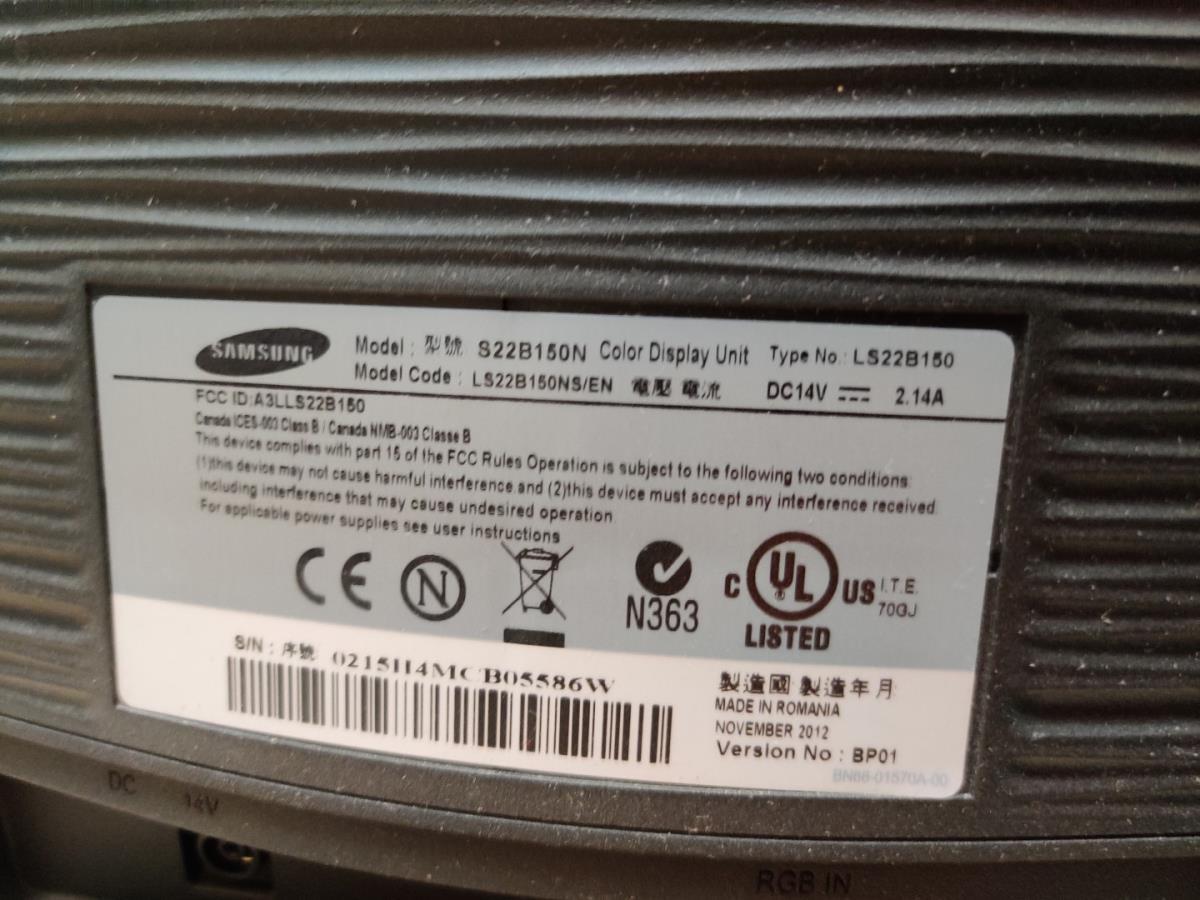 SAMSUNG
Model : 型號 S22B150N Color Display Unit Type No.: LS22B150
Model Code : LS22B150NS/EN 電壓 電流 DC14V 2.14A
FCC ID:A3LLS22B150
Canada ICES-003 Class B / Canada NMB-003 Classe B
This device complies with part 15 of the FCC Rules Operation is subject to the following two conditions:
(1)this device may not cause harmful interference.and (2)this device must accept any interference received.
including interference that may cause undesired operation.
For applicable power supplies see user instructions
CE N N363 C UL US I.T.E.
70GJ
LISTED
S/N : 序號 0215H4MCB05586W
製造國 製造年月
MADE IN ROMANIA
NOVEMBER 2012
Version No : BP01
BN68-01570A-00
DC 14V
RGB IN